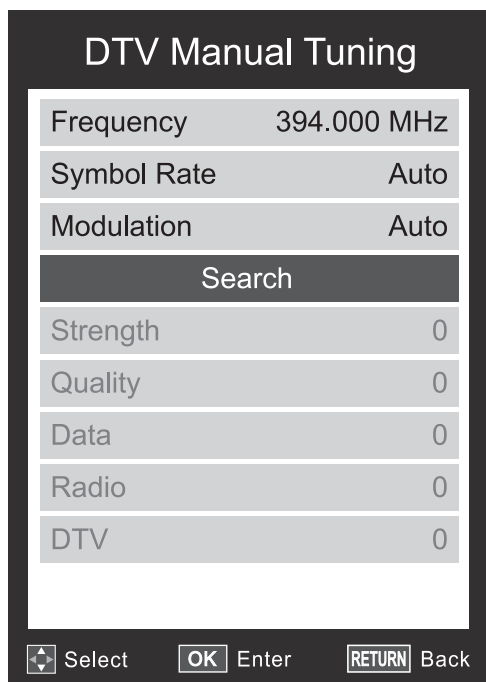 DTV Manual Tuning
Frequency 394.000 MHz
Symbol Rate Auto
Modulation Auto
Search
Strength 0
Quality 0
Data 0
Radio 0
DTV 0
Select OK Enter RETURN Back